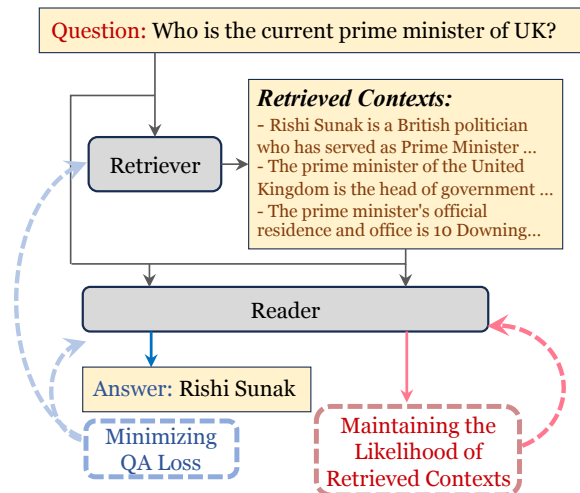 Question: Who is the current prime minister of UK?
Retrieved Contexts:
- Rishi Sunak is a British politician
who has served as Prime Minister ...
- The prime minister of the United
Kingdom is the head of government ...
- The prime minister's official
residence and office is 10 Downing...
Retriever
Reader
Answer: Rishi Sunak
Minimizing
QA Loss
Maintaining the
Likelihood of
Retrieved Contexts